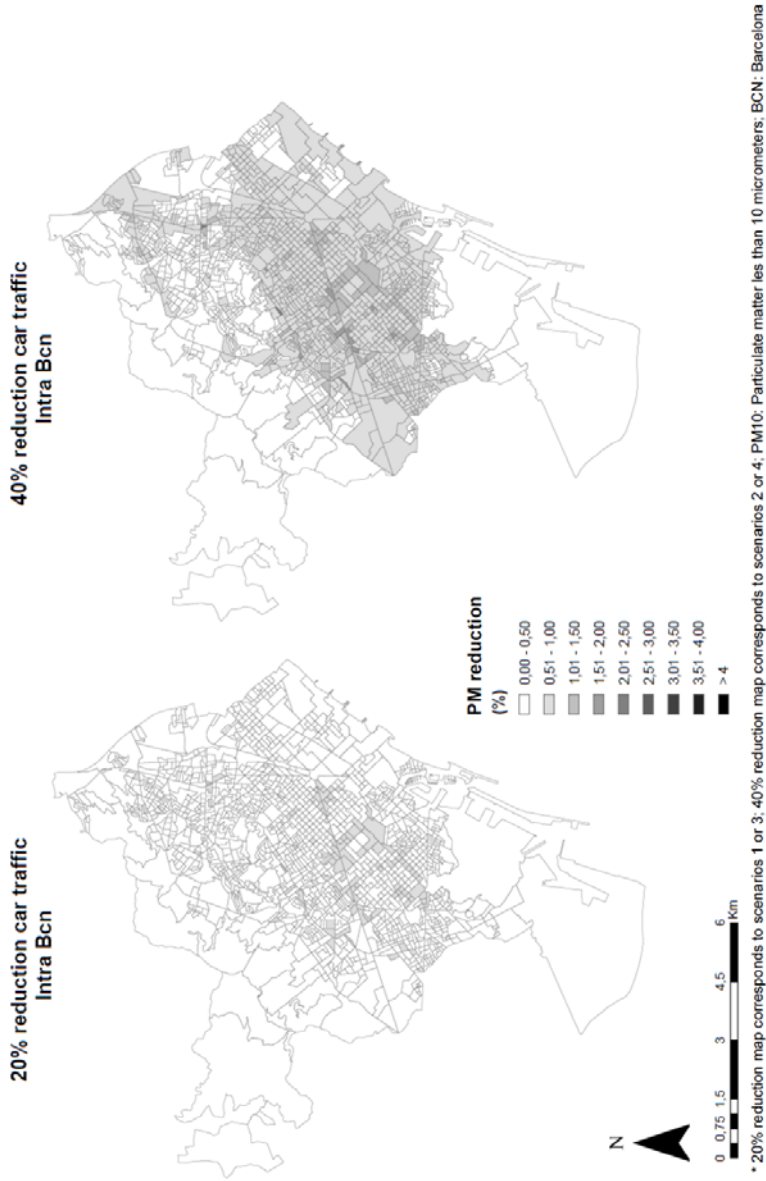 20% reduction car traffic
Intra Bcn
40% reduction car traffic
Intra Bcn
PM reduction
(%)
0,00 - 0,50
0,51 - 1,00
1,01 - 1,50
1,51 - 2,00
2,01 - 2,50
2,51 - 3,00
3,01 - 3,50
3,51 - 4,00
> 4
N
0 0,75 1,5 3 4,5 6
Km
* 20% reduction map corresponds to scenarios 1 or 3; 40% reduction map corresponds to scenarios 2 or 4; PM10: Particulate matter les than 10 micrometers; BCN: Barcelona